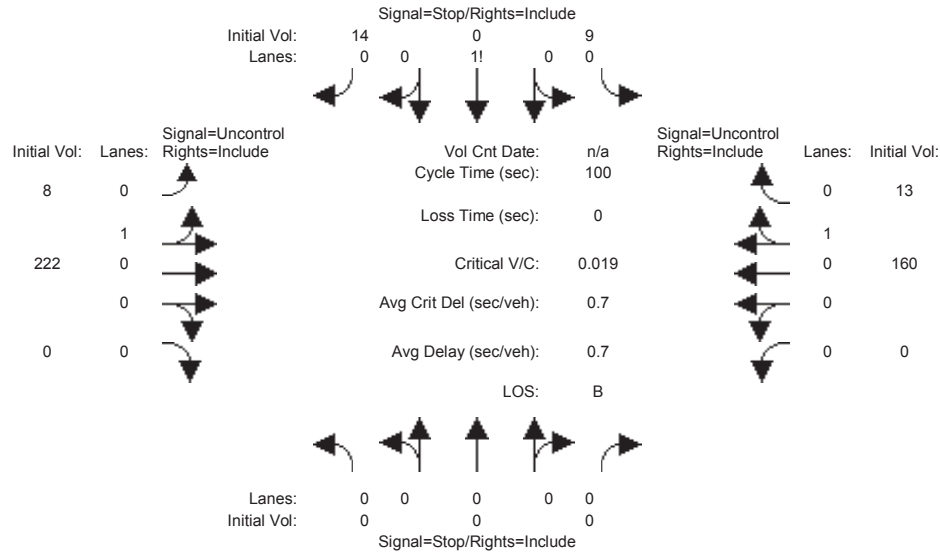 Signal=Stop/Rights=Include
Initial Vol: 14 0 9
Lanes: 0 0 1! 0 0
Signal=Uncontrol
Initial Vol: Lanes: Rights=Include
Vol Cnt Date: n/a
Signal=Uncontrol
Rights=Include Lanes: Initial Vol:
Cycle Time (sec): 100
8 0
0 13
Loss Time (sec): 0
1
1
222 0
Critical V/C: 0.019
0 160
0
Avg Crit Del (sec/veh): 0.7
0
0 0
Avg Delay (sec/veh): 0.7
0 0
LOS: B
Lanes: 0 0 0 0 0
Initial Vol: 0 0 0
Signal=Stop/Rights=Include